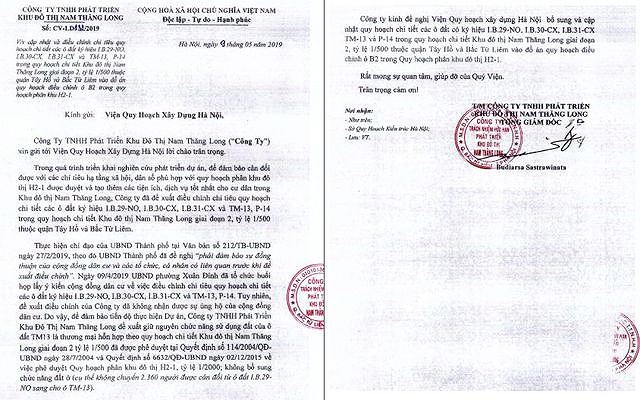 CÔNG TY TNHH PHÁT TRIỂN
KHU ĐÔ THỊ NAM THĂNG LONG
CỘNG HOÀ XÃ HỘI CHỦ NGHĨA VIỆT NAM
Độc lập - Tự do - Hạnh phúc
/2019
Hà Nội, ngày 03 tháng 05 năm 2019
V/v cập nhật và điều chỉnh chỉ tiêu quy
hoạch chi tiết các ô đất ký hiệu I.B.29-NO,
I.B.30-CX, I.B.31-CX và TM-13, P-14
trong quy hoạch chi tiết Khu đô thị Nam
Thăng Long giai đoạn 2, tỷ lệ 1/500 thuộc
quận Tây Hồ và Bắc Từ Liêm vào đồ án
quy hoạch điều chỉnh ô B2 trong quy
hoạch phân khu H2-1.
Kính gửi: Viện Quy Hoạch Xây Dựng Hà Nội,
Công Ty TNHH Phát Triển Khu Đô Thị Nam Thăng Long ("Công Ty")
xin gửi tới Viện Quy Hoạch Xây Dựng Hà Nội lời chào trân trọng.
Trong quá trình triển khai nghiên cứu phát triển dự án, để đảm bảo cân đối
được với các chỉ tiêu hạ tầng xã hội, dân số phù hợp với quy hoạch phân khu đô thị
H2-1 được duyệt và tạo thêm các tiện ích, dịch vụ tốt nhất cho cư dân trong
Khu đô thị Nam Thăng Long, Công ty đã đề xuất điều chỉnh chỉ tiêu quy hoạch chi
tiết các ô đất ký hiệu I.B.29-NO, I.B.30-CX, I.B.31-CX và TM-13, P-14
trong quy hoạch chi tiết Khu đô thị Nam Thăng Long giai đoạn 2, tỷ lệ 1/500
thuộc quận Tây Hồ và Bắc Từ Liêm.
Thực hiện chỉ đạo của UBND Thành phố tại Văn bản số 212/TB-UBND
ngày 27/2/2019, theo đó UBND Thành phố đã đề nghị "phải đảm bảo sự đồng
thuận của cộng đồng dân cư và các tổ chức, cá nhân có liên quan trước khi đề
xuất điều chỉnh". Ngày 09/4/2019 UBND phường Xuân Đỉnh đã tổ chức buổi
họp lấy ý kiến cộng đồng dân cư về việc điều chỉnh chỉ tiêu quy hoạch chi tiết các
ô đất ký hiệu I.B.29-NO, I.B.30-CX, I.B.31-CX và TM-13, P-14. Tuy nhiên,
đề xuất điều chỉnh của Công ty đã không nhận được sự ủng hộ của cộng đồng
dân cư. Do vậy, để đảm bảo tiến độ thực hiện Dự án, Công ty TNHH Phát Triển
Khu Đô Thị Nam Thăng Long đề xuất giữ nguyên chức năng sử dụng đất của ô
đất TM13 là thương mại hỗn hợp theo quy hoạch chi tiết Khu đô thị Nam Thăng
Long giai đoạn 2 tỷ lệ 1/500 đã được phê duyệt tại Quyết định số 114/2004/QĐ-
UBND ngày 28/7/2004 và Quyết định số 6632/QĐ-UBND ngày 02/12/2015 về
việc phê duyệt Quy hoạch phân khu đô thị H2-1, tỷ lệ 1/2000; không bổ sung
chức năng đất ở (cụ thể không chuyển 2.360 người được cân đối từ ô đất I.B.29-
NO sang cho ô TM-13).
Công ty kính đề nghị Viện Quy hoạch xây dựng Hà Nội bổ sung và cập
nhật quy hoạch chi tiết các ô đất ký hiệu I.B.29-NO, I.B.30-CX, I.B.31-CX
TM-13 và P-14 trong quy hoạch chi tiết Khu đô thị Nam Thăng Long giai đoạn
2, tỷ lệ 1/500 thuộc quận Tây Hồ và Bắc Từ Liêm vào đồ án quy hoạch điều
chỉnh ô B2 trong Quy hoạch phân khu đô thị H2-1.
Rất mong sự quan tâm, giúp đỡ của Quý Viện.
Trân trọng cảm ơn!
Nơi nhận:
- Như trên;
- Sở Quy Hoạch Kiến trúc Hà Nội;
- Lưu: VT.
T/M CÔNG TY TNHH PHÁT TRIỂN
KHU ĐÔ THỊ NAM THĂNG LONG
TỔNG GIÁM ĐỐC
CÔNG TY
TRÁCH NHIỆM HỮU HẠN
PHÁT TRIỂN
KHU ĐÔ THỊ
NAM THĂNG LONG
Budiarsa Sastrawinata